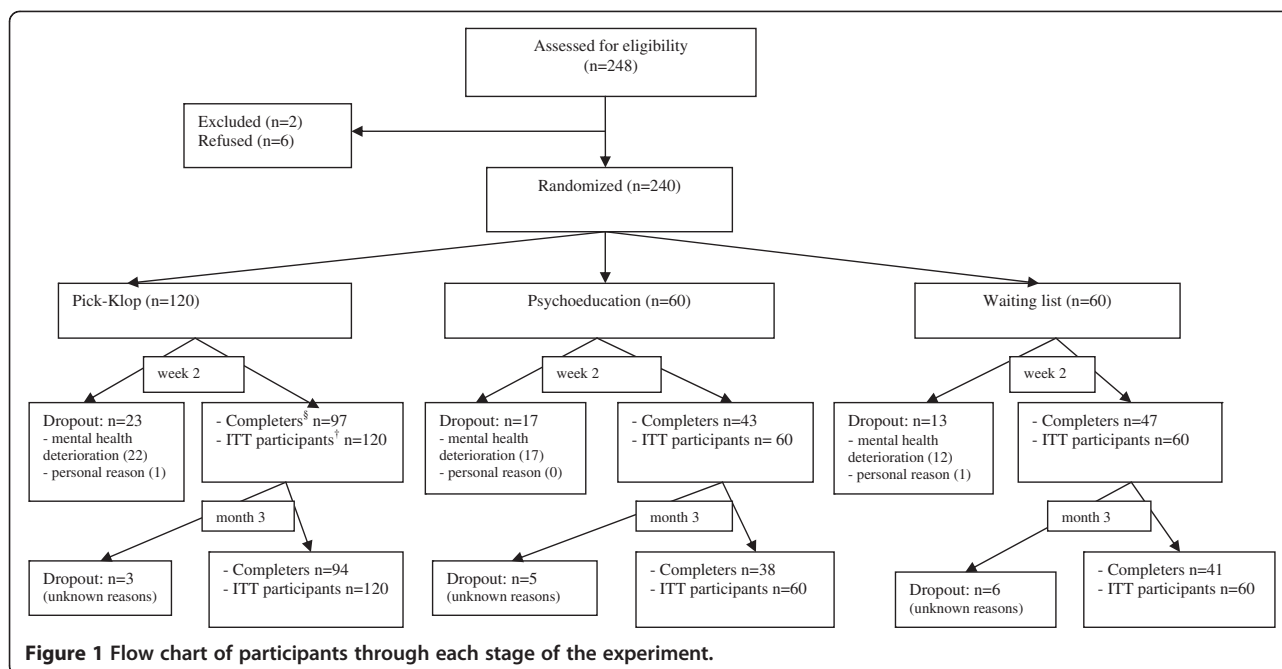 Assessed for eligibility
(n=248)
Excluded (n=2)
Refused (n=6)
Randomized (n=240)
Pick-Klop (n=120)
Psychoeducation (n=60)
Waiting list (n=60)
week 2
week 2
week 2
Dropout: n=23
- mental health
deterioration (22)
- personal reason (1)
- Completers§ n=97
- ITT participants† n=120
Dropout: n=17
- mental health
deterioration (17)
- personal reason (0)
- Completers n=43
- ITT participants n= 60
Dropout: n=13
- mental health
deterioration (12)
- personal reason (1)
- Completers n=47
- ITT participants n=60
month 3
month 3
month 3
Dropout: n=3
(unknown reasons)
- Completers n=94
- ITT participants n=120
Dropout: n=5
(unknown reasons)
- Completers n=38
- ITT participants n=60
Dropout: n=6
(unknown reasons)
- Completers n=41
- ITT participants n=60
Figure 1 Flow chart of participants through each stage of the experiment.